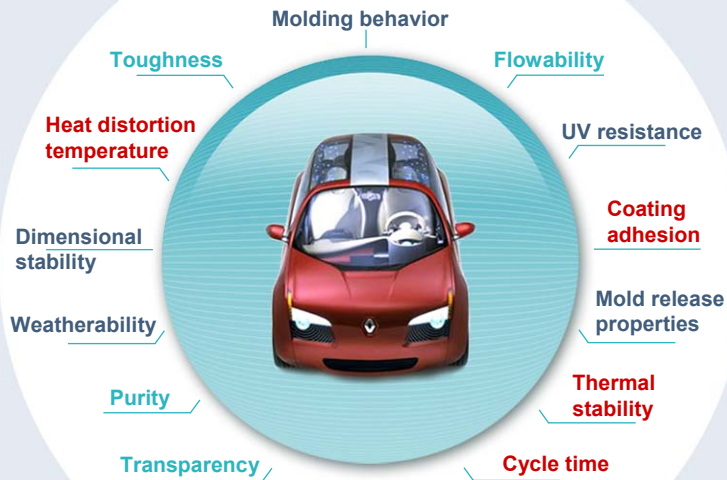 Molding behavior
Toughness
Flowability
Heat distortion
temperature
UV resistance
Coating
adhesion
Dimensional
stability
Mold release
properties
Weatherability
Thermal
stability
Purity
Transparency
Cycle time